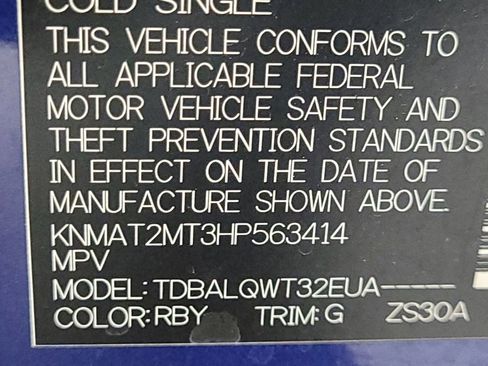 COLD SINGLE
THIS VEHICLE CONFORMS TO
ALL APPLICABLE FEDERAL
MOTOR VEHICLE SAFETY AND
THEFT PREVENTION STANDARDS
IN EFFECT ON THE DATE OF
MANUFACTURE SHOWN ABOVE.
KNMAT2MT3HP563414
MPV
MODEL: TDBALQWT32EUA-----
COLOR: RBY TRIM: G ZS30A